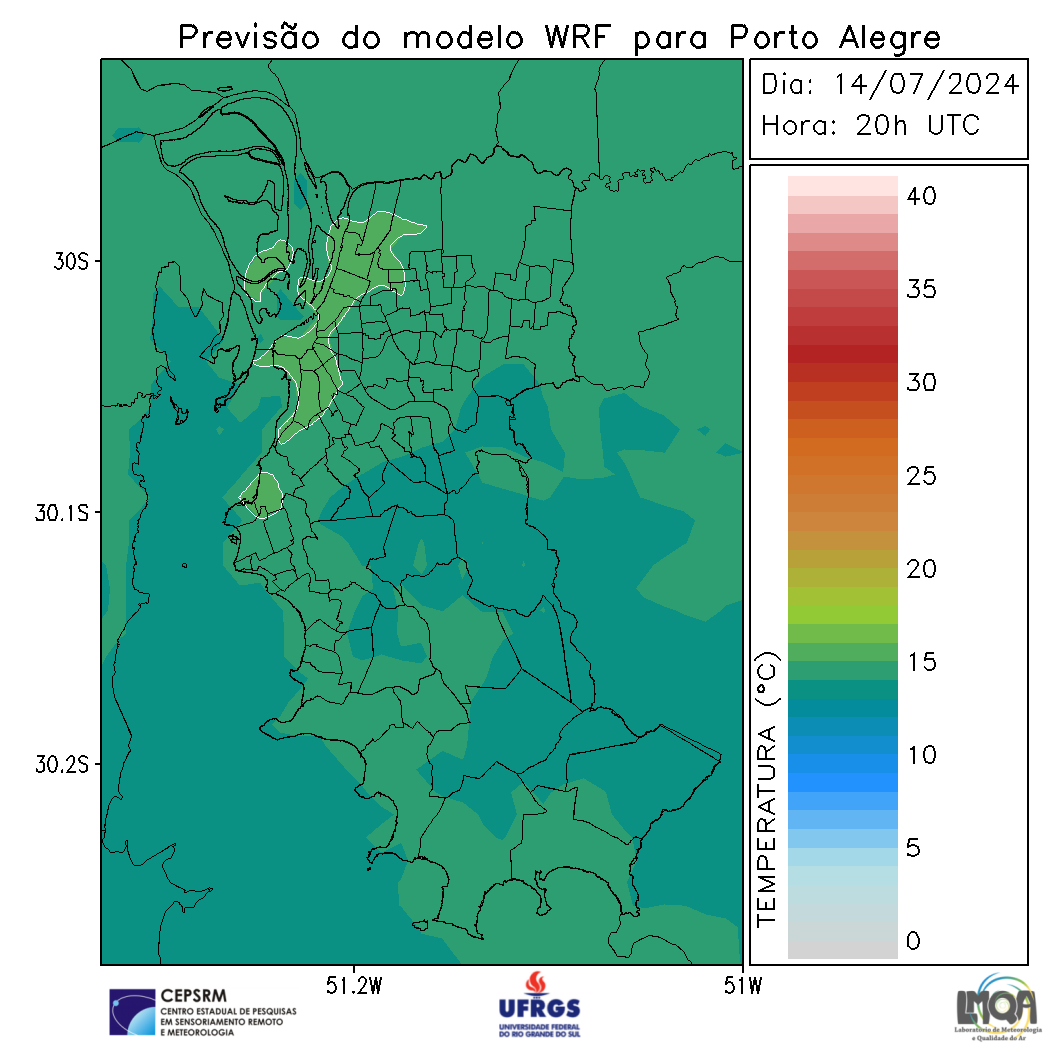 Previsão do modelo WRF para Porto Alegre
Dia: 14/07/2024
Hora: 20h UTC
40
35
30
25
20
15
10
5
0
TEMPERATURA (°C)
30S
30.1S
30.2S
51.2W
51W
CEPSRM
CENTRO ESTADUAL DE PESQUISAS
EM SENSORIAMENTO REMOTO
E METEOROLOGIA
UFRGS
UNIVERSIDADE FEDERAL
DO RIO GRANDE DO SUL
LMQA
Laboratório de Meteorologia
e Qualidade do Ar